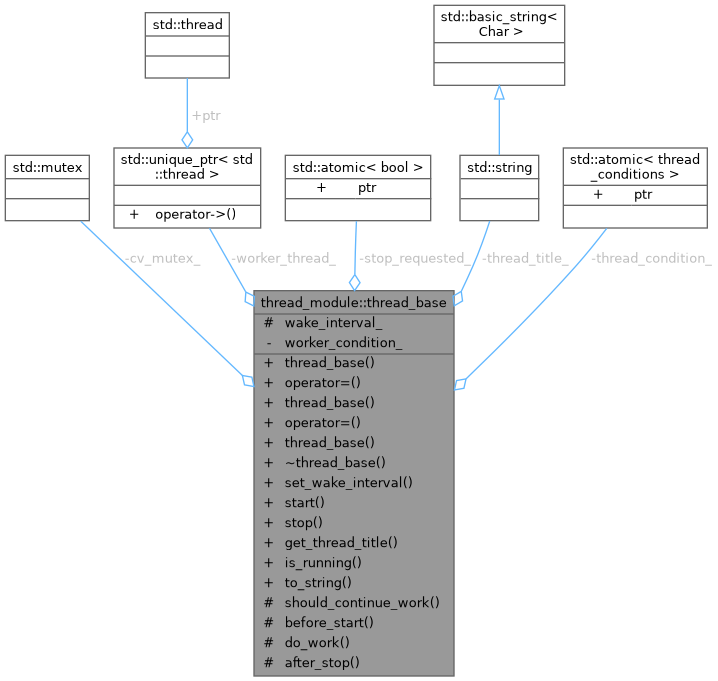 std::basic_string<
Char >
std::thread
+ptr
std::mutex
std::unique_ptr< std
::thread >
+ operator->()
std::atomic< bool >
+ ptr
std::string
std::atomic< thread
_conditions >
+ ptr
-cv_mutex_
-worker_thread_
-stop_requested_
-thread_title_
-thread_condition_
thread_module::thread_base
# wake_interval_
- worker_condition_
+ thread_base()
+ operator=()
+ thread_base()
+ operator=()
+ thread_base()
+ ~thread_base()
+ set_wake_interval()
+ start()
+ stop()
+ get_thread_title()
+ is_running()
+ to_string()
# should_continue_work()
# before_start()
# do_work()
# after_stop()